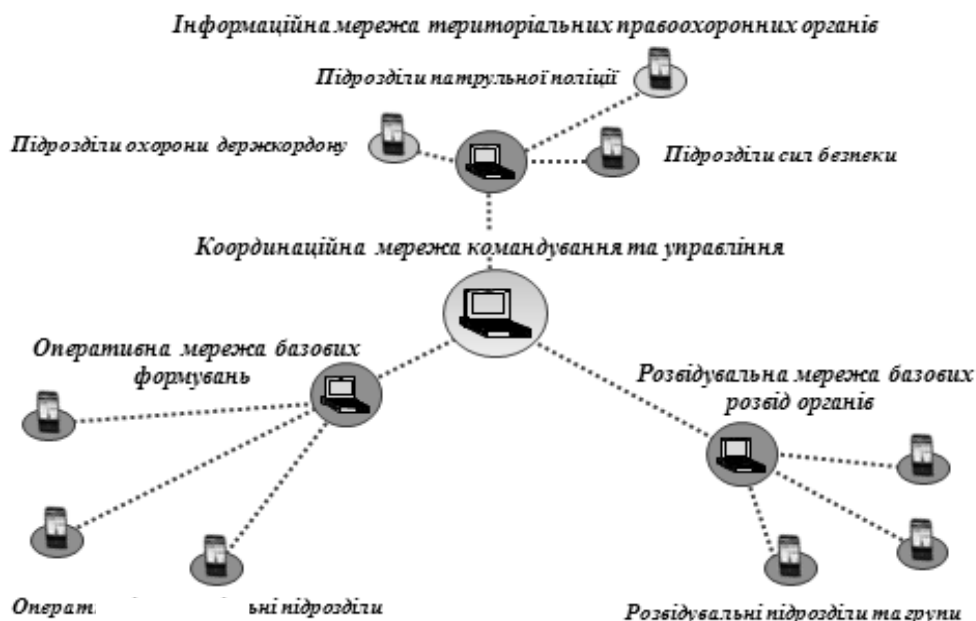 Інформаційна мережа територіальних правоохоронних органів
Підрозділи патрульної поліції
Підрозділи охорони держкордону
Підрозділи сил безпеки
Координаційна мережа командування та управління
Оперативна мережа базових
формувань
Розвідувальна мережа базових
розвід органів
підрозділи
Розвідувальні підрозділи та групи